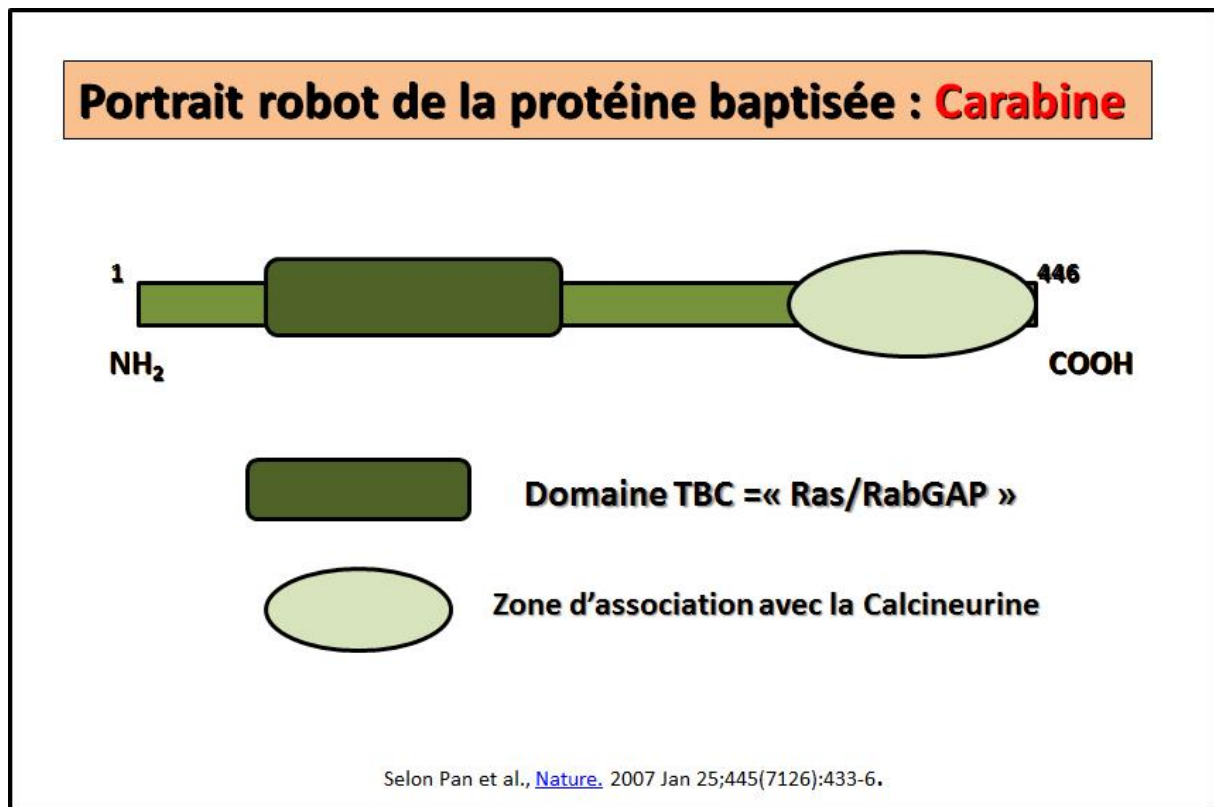 Portrait robot de la protéine baptisée : Carabine
1
446
NH₂
COOH
Domaine TBC =« Ras/RabGAP »
Zone d’association avec la Calcineurine
Selon Pan et al., Nature. 2007 Jan 25;445(7126):433-6.